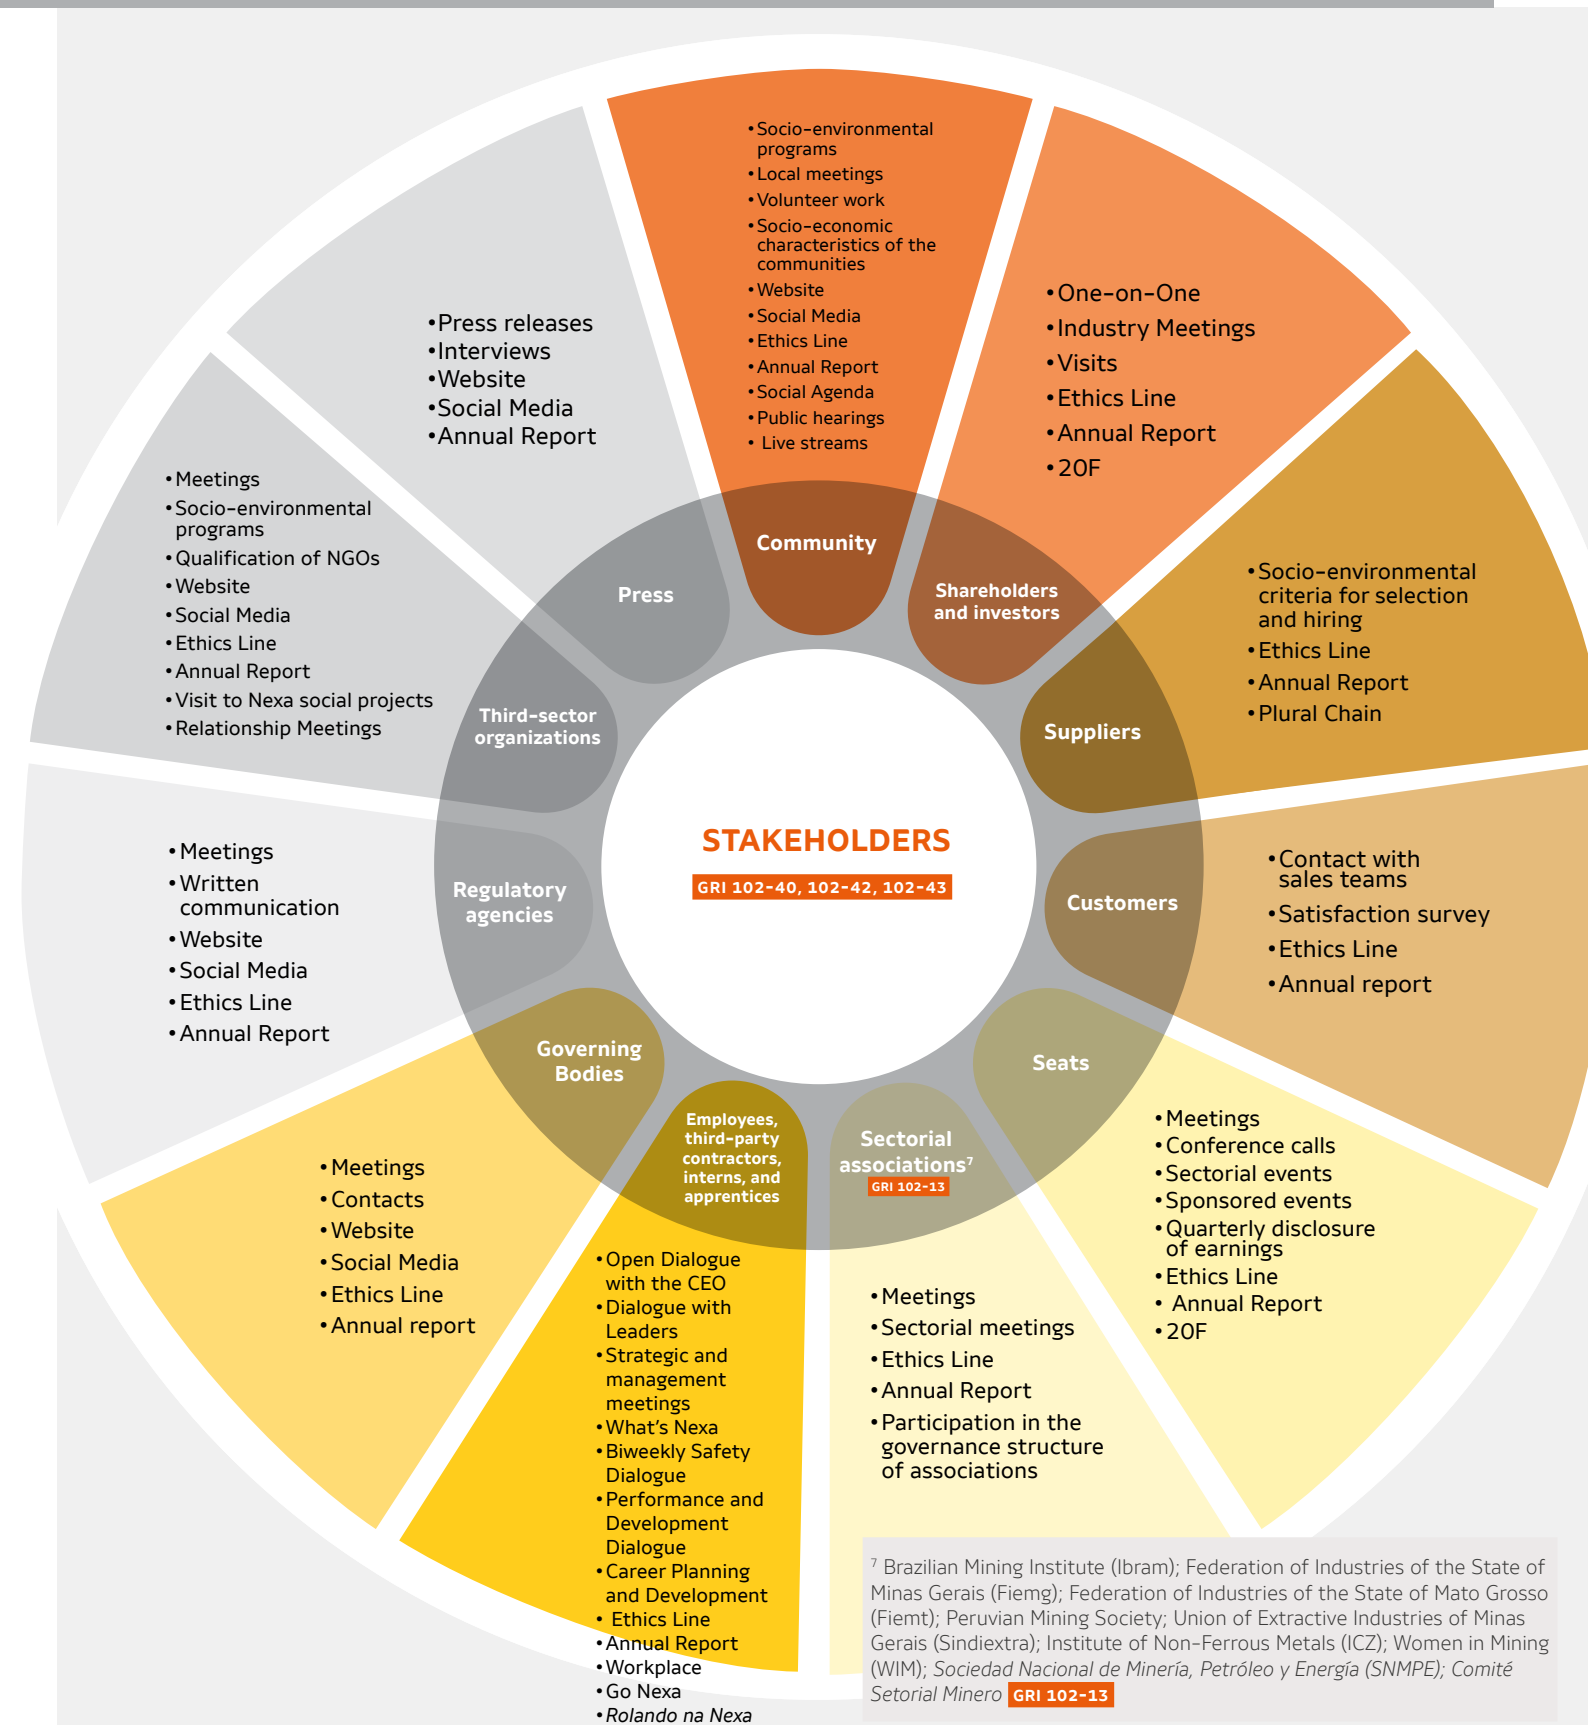 •Socio-environmental
programs
•Local meetings
•Volunteer work
•Socio-economic
characteristics of the
communities
•Website
•Social Media
•Ethics Line
•Annual Report
•Social Agenda
•Public hearings
• Live streams
Community
•One-on-One
•Industry Meetings
•Visits
•Ethics Line
•Annual Report
•20F
Shareholders
and investors
•Socio-environmental
criteria for selection
and hiring
•Ethics Line
•Annual Report
•Plural Chain
Suppliers
•Contact with
sales teams
•Satisfaction survey
•Ethics Line
•Annual report
Customers
•Meetings
•Conference calls
•Sectorial events
•Sponsored events
•Quarterly disclosure
of earnings
•Ethics Line
• Annual Report
•20F
Seats
Sectorial
associations⁷
GRI 102-13
•Meetings
•Sectorial meetings
•Ethics Line
•Annual Report
•Participation in the
governance structure
of associations
Employees,
third-party
contractors,
interns, and
apprentices
•Open Dialogue
with the CEO
•Dialogue with
Leaders
•Strategic and
management
meetings
•What's Nexa
•Biweekly Safety
Dialogue
•Performance and
Development
Dialogue
•Career Planning
and Development
• Ethics Line
•Annual Report
•Workplace
•Go Nexa
•Rolando na Nexa
Governing
Bodies
•Meetings
•Contacts
•Website
•Social Media
•Ethics Line
•Annual report
Regulatory
agencies
•Meetings
•Written
communication
•Website
•Social Media
•Ethics Line
•Annual Report
Third-sector
organizations
•Meetings
•Socio-environmental
programs
•Qualification of NGOs
•Website
•Social Media
•Ethics Line
•Annual Report
•Visit to Nexa social projects
•Relationship Meetings
Press
•Press releases
•Interviews
•Website
•Social Media
•Annual Report
STAKEHOLDERS
GRI 102-40, 102-42, 102-43
⁷ Brazilian Mining Institute (Ibram); Federation of Industries of the State of
Minas Gerais (Fiemg); Federation of Industries of the State of Mato Grosso
(Fiemt); Peruvian Mining Society; Union of Extractive Industries of Minas
Gerais (Sindiextra); Institute of Non-Ferrous Metals (ICZ); Women in Mining
(WIM); Sociedad Nacional de Minería, Petróleo y Energía (SNMPE); Comité
Setorial Minero GRI 102-13